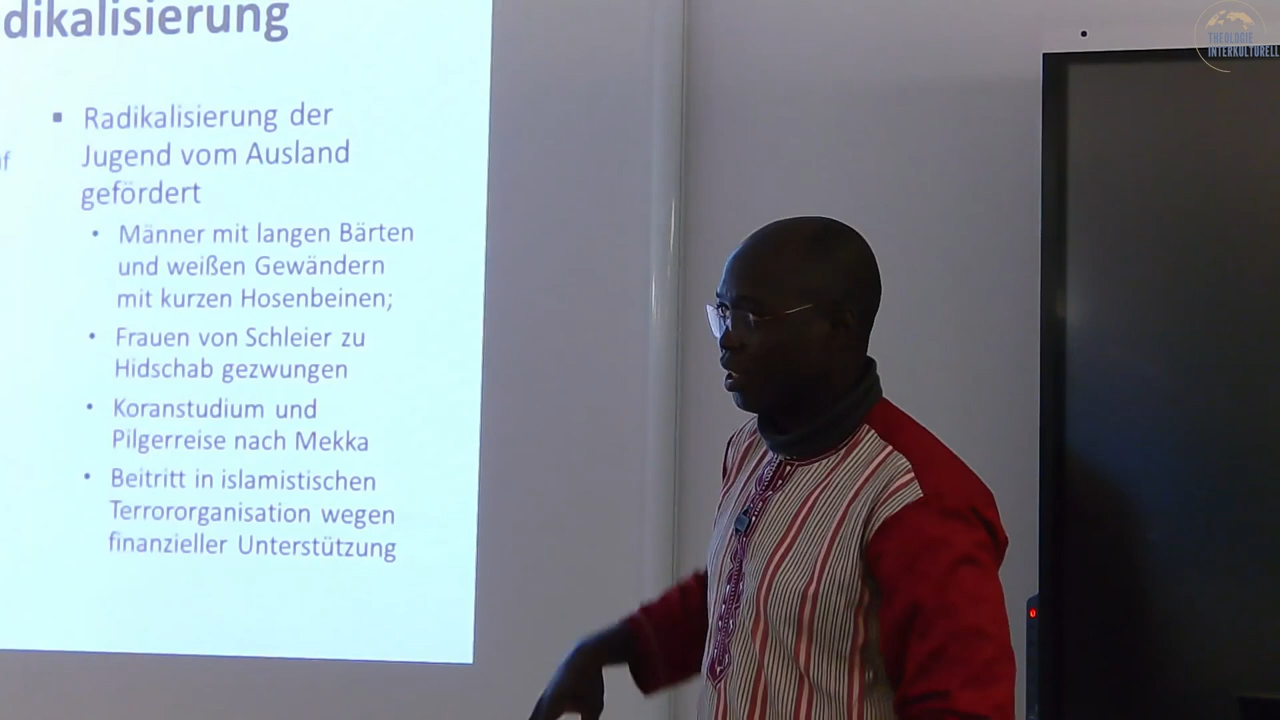 dikalisierung
Radikalisierung der
Jugend vom Ausland
gefördert
Männer mit langen Bärten
und weißen Gewändern
mit kurzen Hosenbeinen;
Frauen von Schleier zu
Hidschab gezwungen
Koranstudium und
Pilgerreise nach Mekka
Beitritt in islamistischen
Terrororganisation wegen
finanzieller Unterstützung
THEOLOGIE
INTERKULTURELL